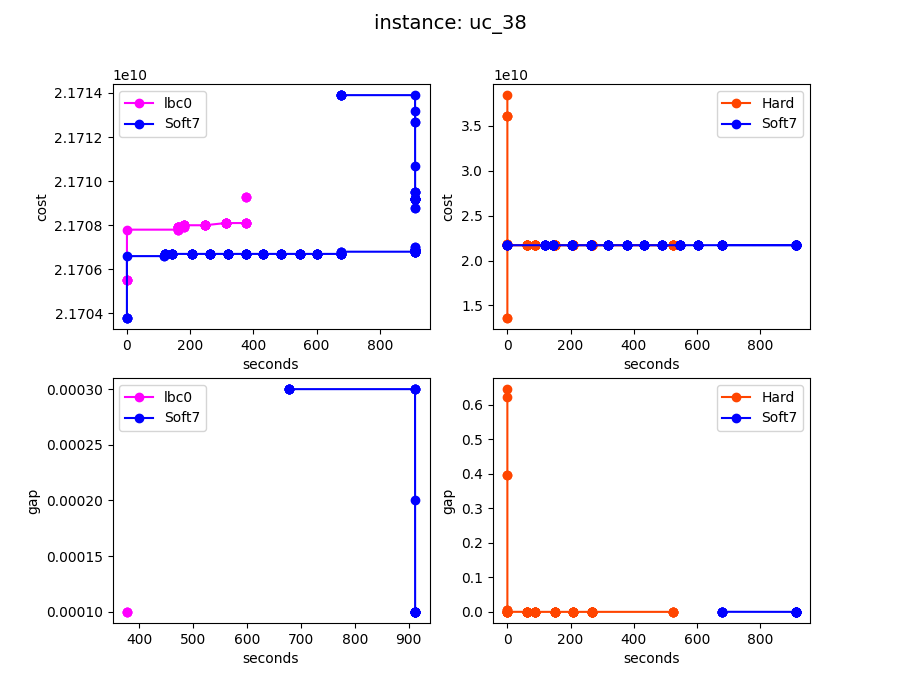 instance: uc_38
1e10
2.1714
2.1712
2.1710
2.1708
2.1706
2.1704
cost
0 200 400 600 800
seconds
lbc0
Soft7
1e10
3.5
3.0
2.5
2.0
1.5
cost
0 200 400 600 800
seconds
Hard
Soft7
0.00030
0.00025
0.00020
0.00015
0.00010
gap
400 500 600 700 800 900
seconds
lbc0
Soft7
0.6
0.5
0.4
0.3
0.2
0.1
0.0
gap
0 200 400 600 800
seconds
Hard
Soft7